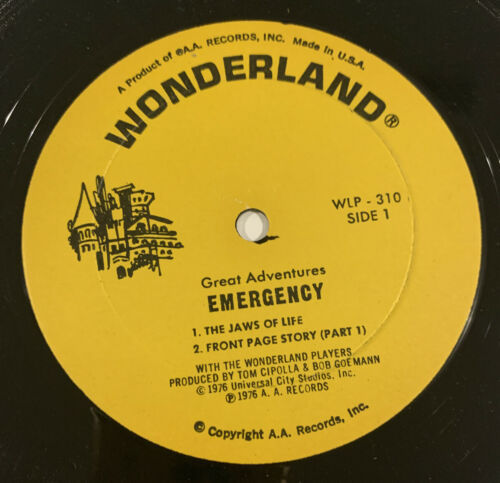 A Product of ®A.A. RECORDS, INC. Made in U.S.A.
WONDERLAND®
WLP - 310
SIDE 1
Great Adventures
EMERGENCY
1. THE JAWS OF LIFE
2. FRONT PAGE STORY (PART 1)
WITH THE WONDERLAND PLAYERS
PRODUCED BY TOM CIPOLLA & BOB GOEMANN
© 1976 Universal City Studios, Inc.
℗ 1976 A. A. RECORDS
© Copyright A.A. Records, Inc.